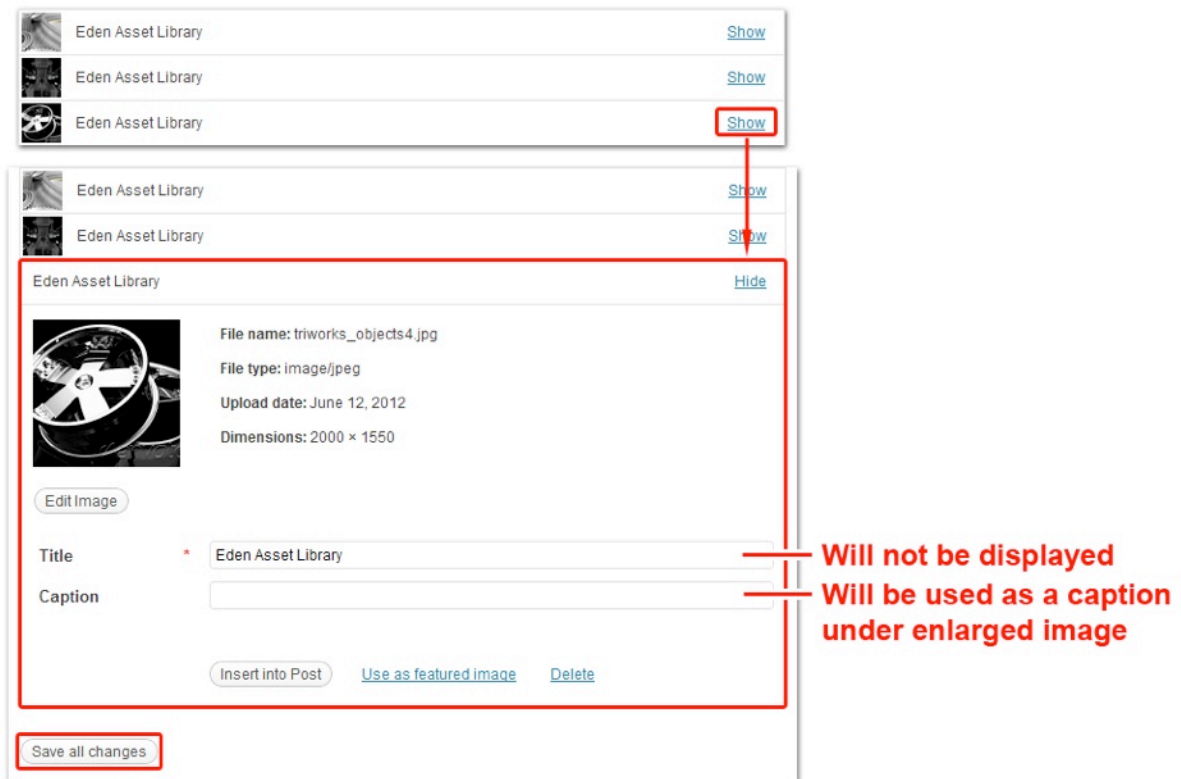 Eden Asset Library Show
Eden Asset Library Show
Eden Asset Library Show
Eden Asset Library Show
Eden Asset Library Show
Eden Asset Library Hide
File name: triworks_objects4.jpg
File type: image/jpeg
Upload date: June 12, 2012
Dimensions: 2000 × 1550
Edit Image
Title * Eden Asset Library
Will not be displayed
Caption
Will be used as a caption
under enlarged image
Insert into Post Use as featured image Delete
Save all changes